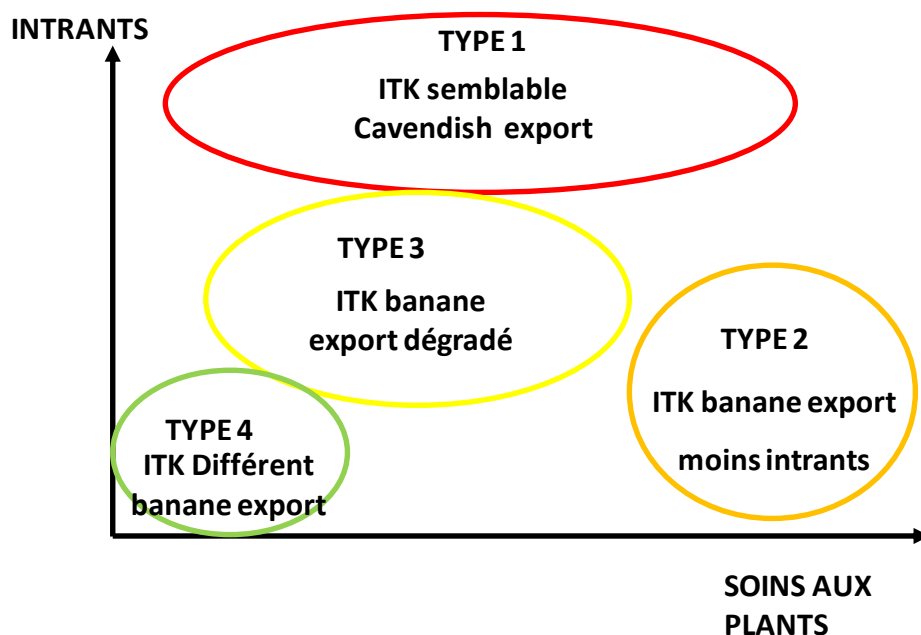 INTRANTS
TYPE 1
ITK semblable
Cavendish export
TYPE 3
ITK banane
export dégradé
TYPE 2
ITK banane export
moins intrants
TYPE 4
ITK Différent
banane export
SOINS AUX
PLANTS